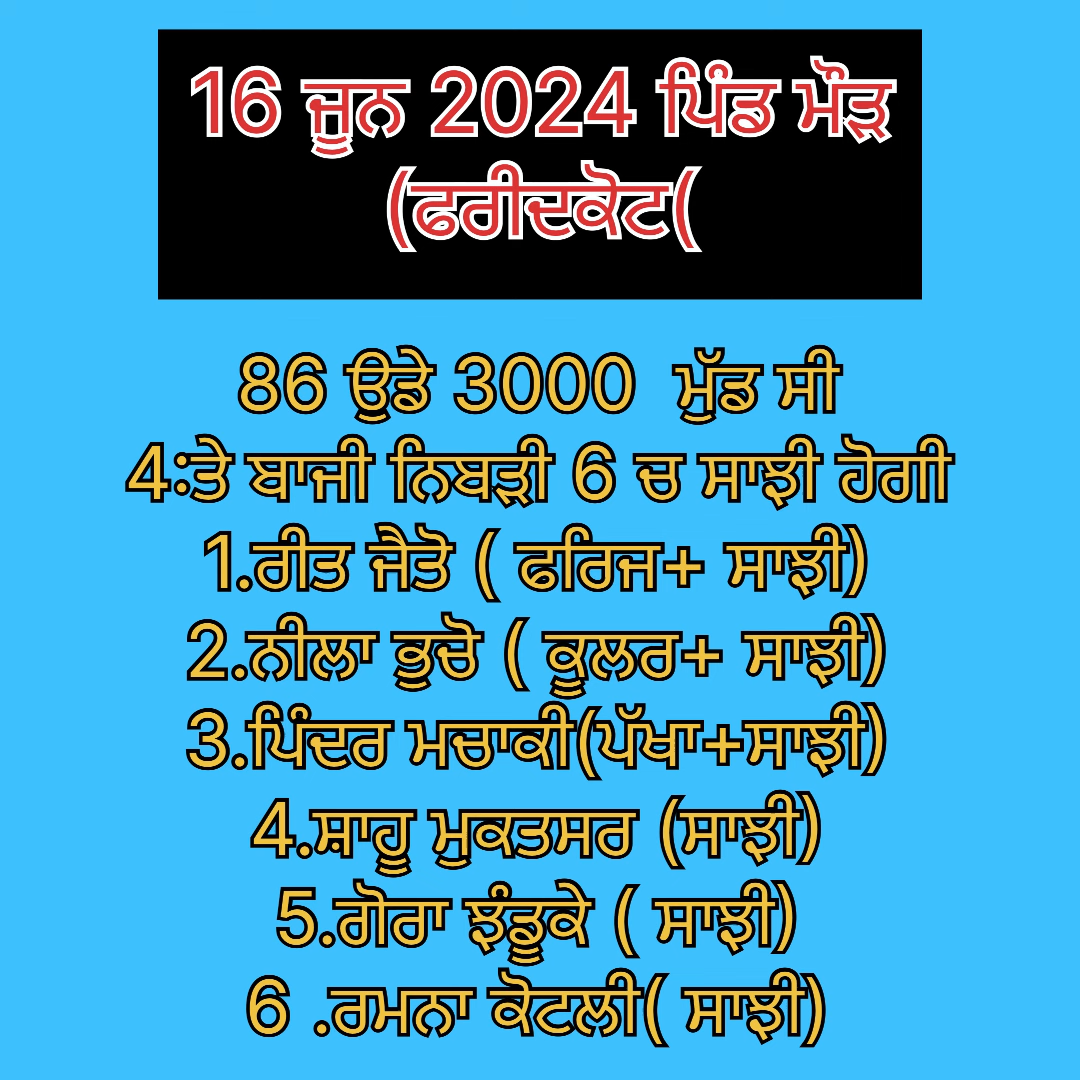 16 ਜੂਨ 2024 ਪਿੰਡ ਮੌੜ
(ਫਰੀਦਕੋਟ(
86 ਉਡੇ 3000 ਮੁੱਡ ਸੀ
4ਃਤੇ ਬਾਜੀ ਨਿਬੜੀ 6 ਚ ਸਾਝੀ ਹੋਗੀ
1.ਰੀਤ ਜੈਤੋ ( ਫਰਿਜ+ ਸਾਝੀ)
2.ਨੀਲਾ ਭੁਚੋ ( ਕੂਲਰ+ ਸਾਝੀ)
3.ਪਿੰਦਰ ਮਚਾਕੀ(ਪੱਖਾ+ਸਾਝੀ)
4.ਸ਼ਾਹੂ ਮੁਕਤਸਰ (ਸਾਝੀ)
5.ਗੋਰਾ ਝੰਡੂਕੇ ( ਸਾਝੀ)
6 .ਰਮਨਾ ਕੋਟਲੀ( ਸਾਝੀ)